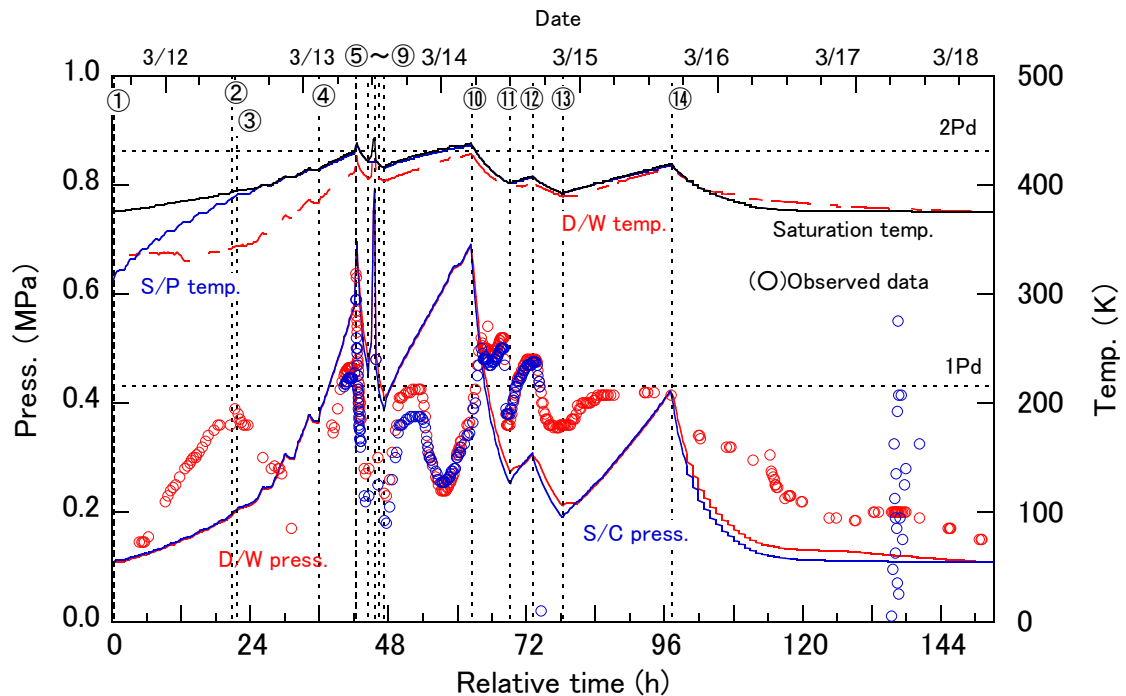 Date
3/12 3/13 3/14 3/15 3/16 3/17 3/18
1.0 500
① ② ③ ④ ⑤～⑨ ⑩ ⑪ ⑫ ⑬ ⑭
2Pd
0.8 400
D/W temp.
Saturation temp.
S/P temp.
(○)Observed data
0.6 300
1Pd
0.4 200
S/C press.
D/W press.
0.2 100
0.0 0
0 24 48 72 96 120 144
Relative time (h)
Press. (MPa)
Temp. (K)